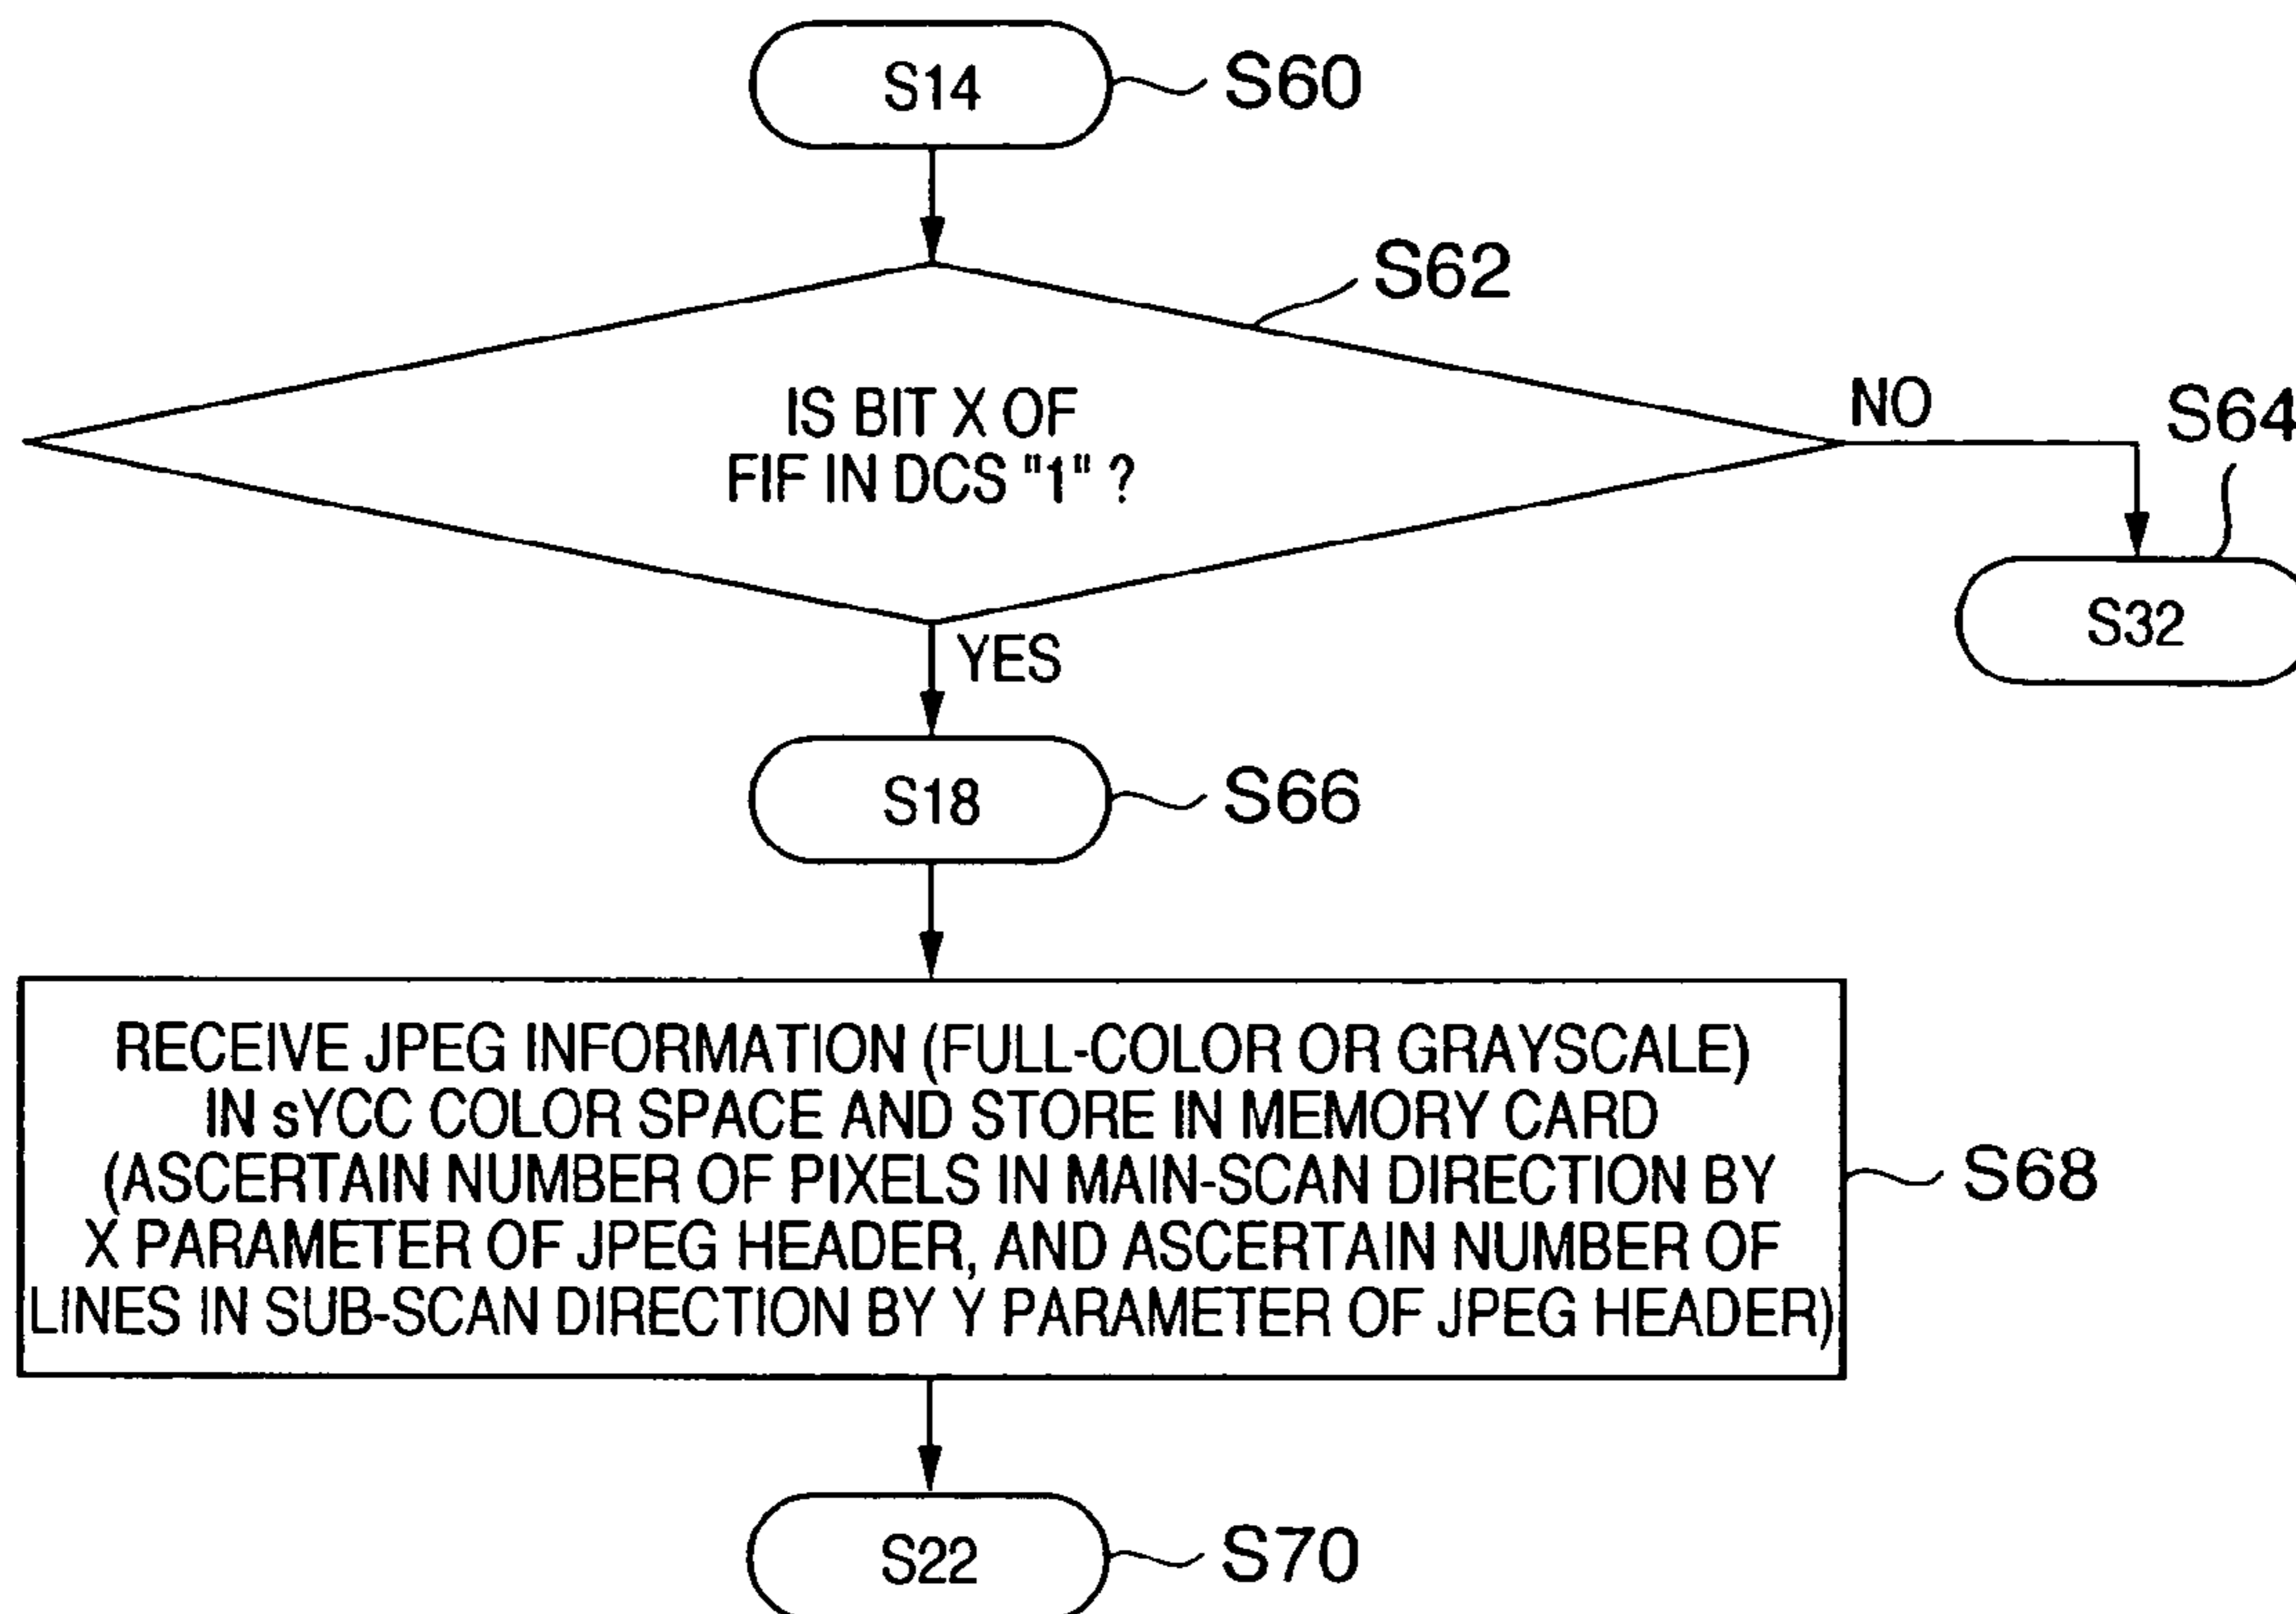 S14
S60
S62
IS BIT X OF
FIF IN DCS "1" ?
NO
S64
S32
YES
S18
S66
RECEIVE JPEG INFORMATION (FULL-COLOR OR GRAYSCALE)
IN sYCC COLOR SPACE AND STORE IN MEMORY CARD
(ASCERTAIN NUMBER OF PIXELS IN MAIN-SCAN DIRECTION BY
X PARAMETER OF JPEG HEADER, AND ASCERTAIN NUMBER OF
LINES IN SUB-SCAN DIRECTION BY Y PARAMETER OF JPEG HEADER)
S68
S22
S70